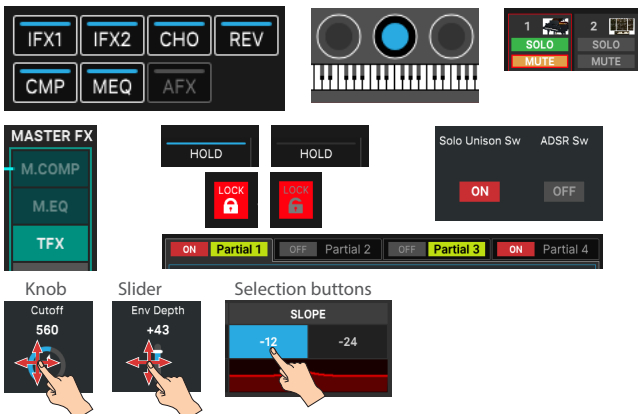 IFX1 IFX2 CHO REV
CMP MEQ AFX
1 2
SOLO SOLO
MUTE MUTE
MASTER FX
M.COMP
M.EQ
TFX
HOLD HOLD
LOCK LOCK
Solo Unison Sw ADSR Sw
ON OFF
ON Partial 1 OFF Partial 2 OFF Partial 3 ON Partial 4
Knob Slider Selection buttons
Cutoff Env Depth SLOPE
560 +43
-12 -24